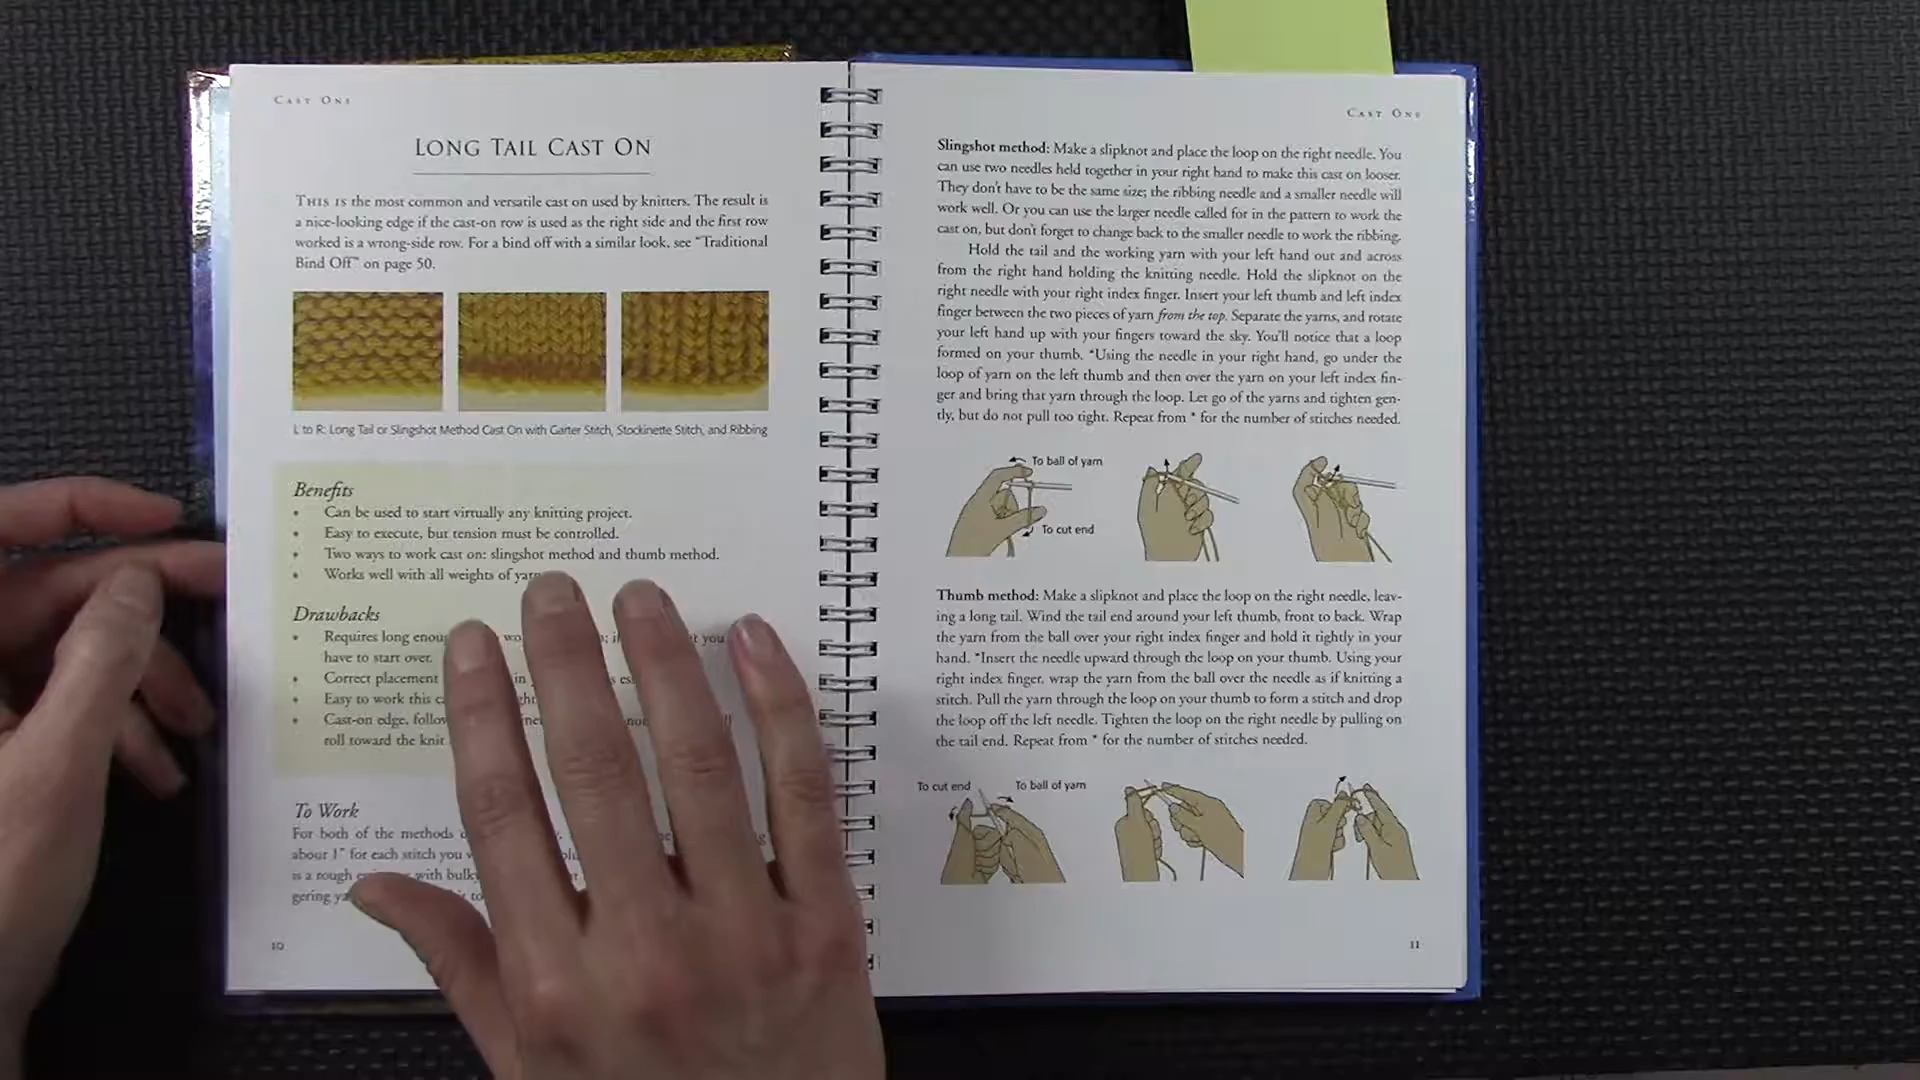 CAST ONS
LONG TAIL CAST ON
THIS IS the most common and versatile cast on used by knitters. The result is
a nice-looking edge if the cast-on row is used as the right side and the first row
worked is a wrong-side row. For a bind off with a similar look, see "Traditional
Bind Off" on page 50.
L to R: Long Tail or Slingshot Method Cast On with Garter Stitch, Stockinette Stitch, and Ribbing
Benefits
• Can be used to start virtually any knitting project.
• Easy to execute, but tension must be controlled.
• Two ways to work cast on: slingshot method and thumb method.
• Works well with all weights of yarn
Drawbacks
• Requires long you
have to start over.
• Correct placement in
• Easy to work this
• Cast-on edge,
roll toward the knit
To Work
For both of the methods
about 1" for each stitch you
is a rough with bulky
10
CAST ONS
Slingshot method: Make a slipknot and place the loop on the right needle. You
can use two needles held together in your right hand to make this cast on looser.
They don't have to be the same size; the ribbing needle and a smaller needle will
work well. Or you can use the larger needle called for in the pattern to work the
cast on, but don't forget to change back to the smaller needle to work the ribbing.
Hold the tail and the working yarn with your left hand out and across
from the right hand holding the knitting needle. Hold the slipknot on the
right needle with your right index finger. Insert your left thumb and left index
finger between the two pieces of yarn from the top. Separate the yarns, and rotate
your left hand up with your fingers toward the sky. You'll notice that a loop
formed on your thumb. *Using the needle in your right hand, go under the
loop of yarn on the left thumb and then over the yarn on your left index fin-
ger and bring that yarn through the loop. Let go of the yarns and tighten gen-
tly, but do not pull too tight. Repeat from * for the number of stitches needed.
To ball of yarn
To cut end
Thumb method: Make a slipknot and place the loop on the right needle, leav-
ing a long tail. Wind the tail end around your left thumb, front to back. Wrap
the yarn from the ball over your right index finger and hold it tightly in your
hand. *Insert the needle upward through the loop on your thumb. Using your
right index finger, wrap the yarn from the ball over the needle as if knitting a
stitch. Pull the yarn through the loop on your thumb to form a stitch and drop
the loop off the left needle. Tighten the loop on the right needle by pulling on
the tail end. Repeat from * for the number of stitches needed.
To cut end To ball of yarn
11